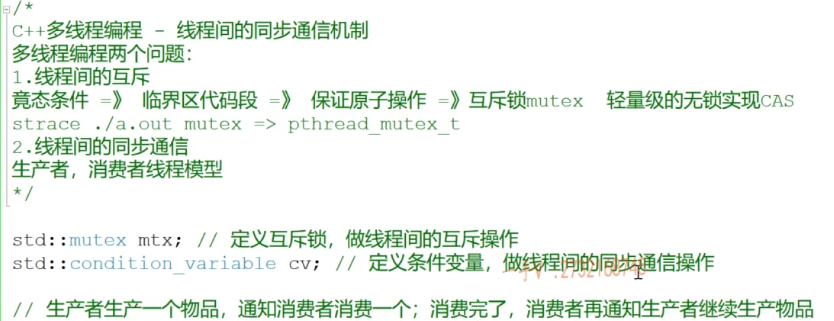 /*
C++多线程编程 - 线程间的同步通信机制
多线程编程两个问题：
1.线程间的互斥
竟态条件 =》 临界区代码段 =》 保证原子操作 =》互斥锁mutex  轻量级的无锁实现CAS
strace ./a.out mutex => pthread_mutex_t
2.线程间的同步通信
生产者，消费者线程模型
*/
std::mutex mtx; // 定义互斥锁，做线程间的互斥操作
std::condition_variable cv; // 定义条件变量，做线程间的同步通信操作
// 生产者生产一个物品，通知消费者消费一个；消费完了，消费者再通知生产者继续生产物品